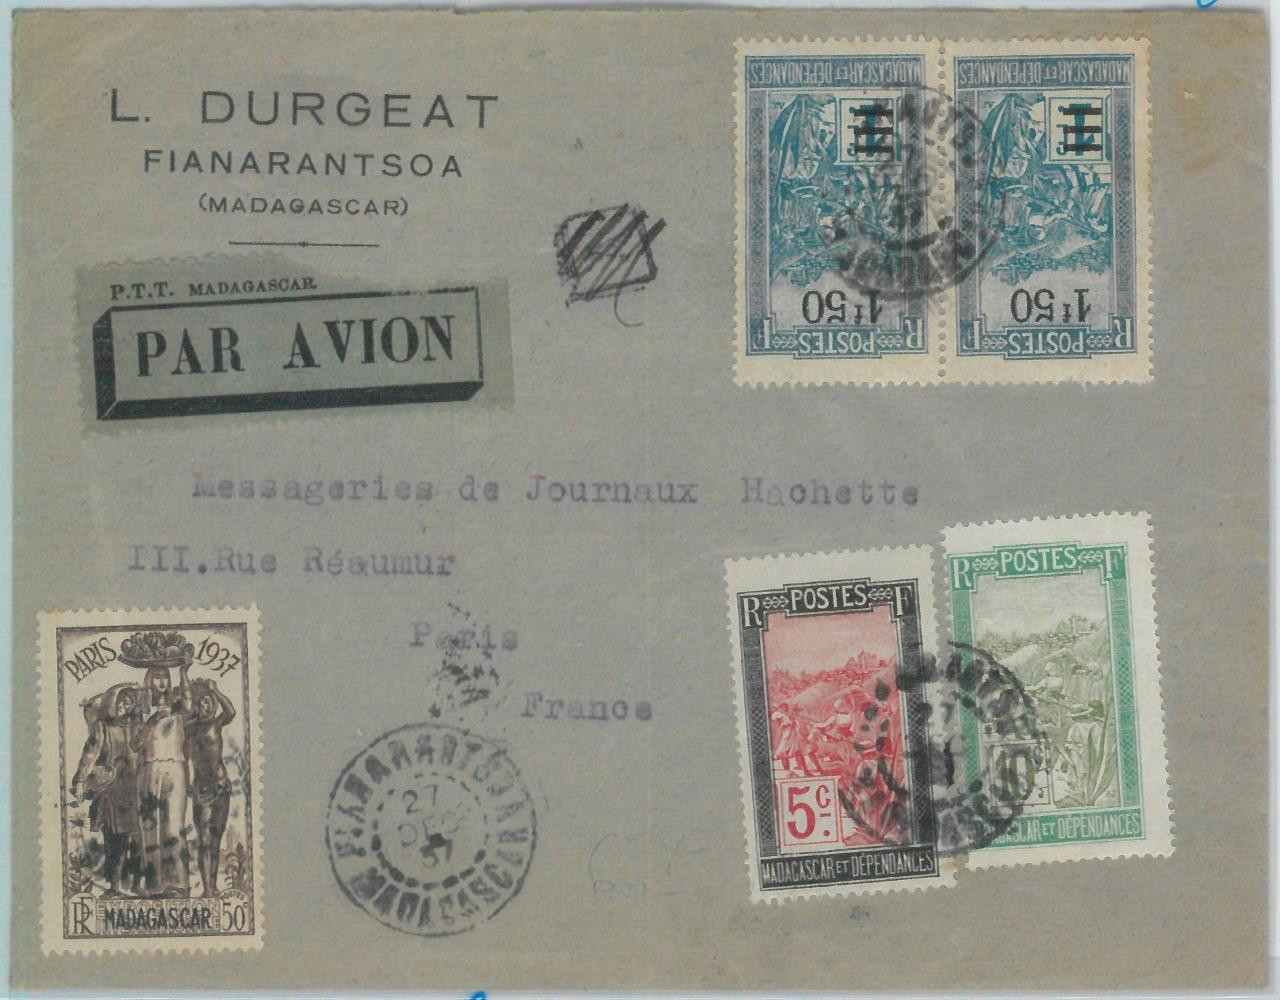 L. DURGEAT
FIANARANTSOA
(MADAGASCAR)
P.T.T. MADAGASCAR
PAR AVION
MADAGASCAR ET DÉPENDANCES
1f50
R POSTES F
MADAGASCAR ET DÉPENDANCES
1f50
R POSTES F
Messageries de Journaux Hachette
III.Rue Réaumur
Paris
France
PARIS 1937
RF EXPOSITION
MADAGASCAR 50c
FIANARANTSOA
27
DEC
37
MADAGASCAR
R POSTES F
5c
MADAGASCAR ET DÉPENDANCES
R POSTES F
10
MADAGASCAR ET DÉPENDANCES